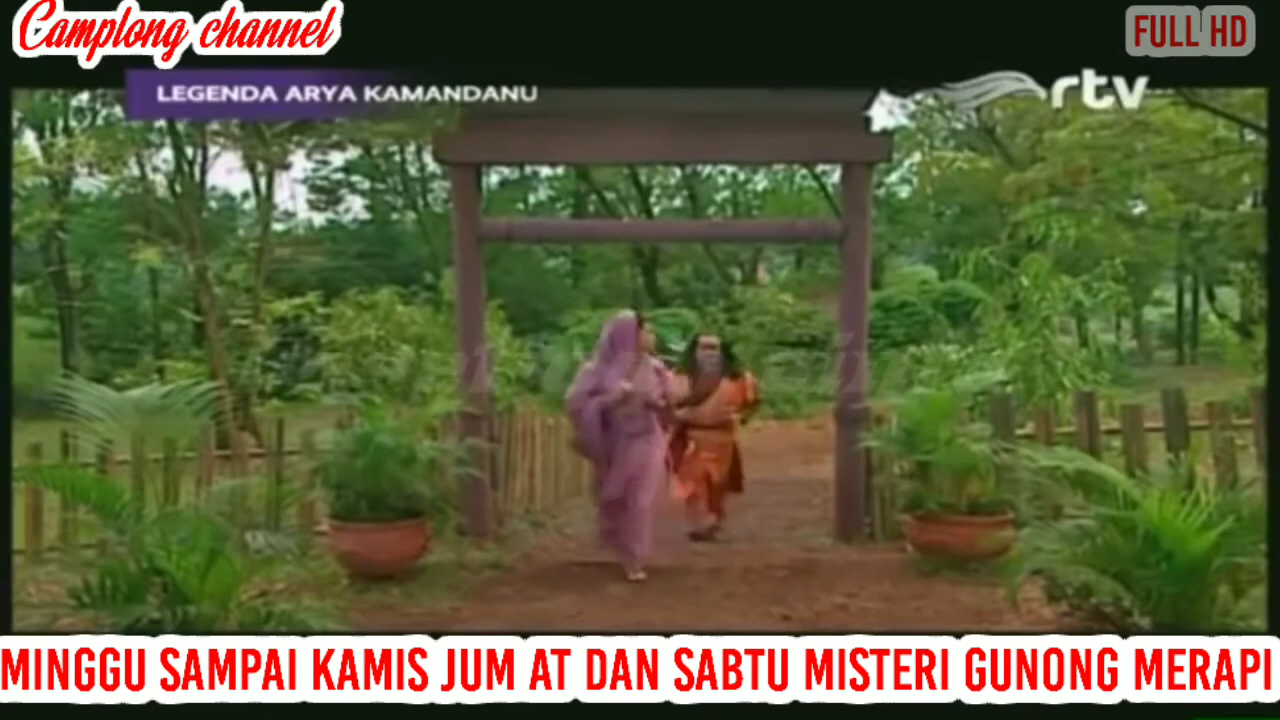 Camplong channel
FULL HD
LEGENDA ARYA KAMANDANU
rtv
MINGGU SAMPAI KAMIS JUM AT DAN SABTU MISTERI GUNONG MERAPI